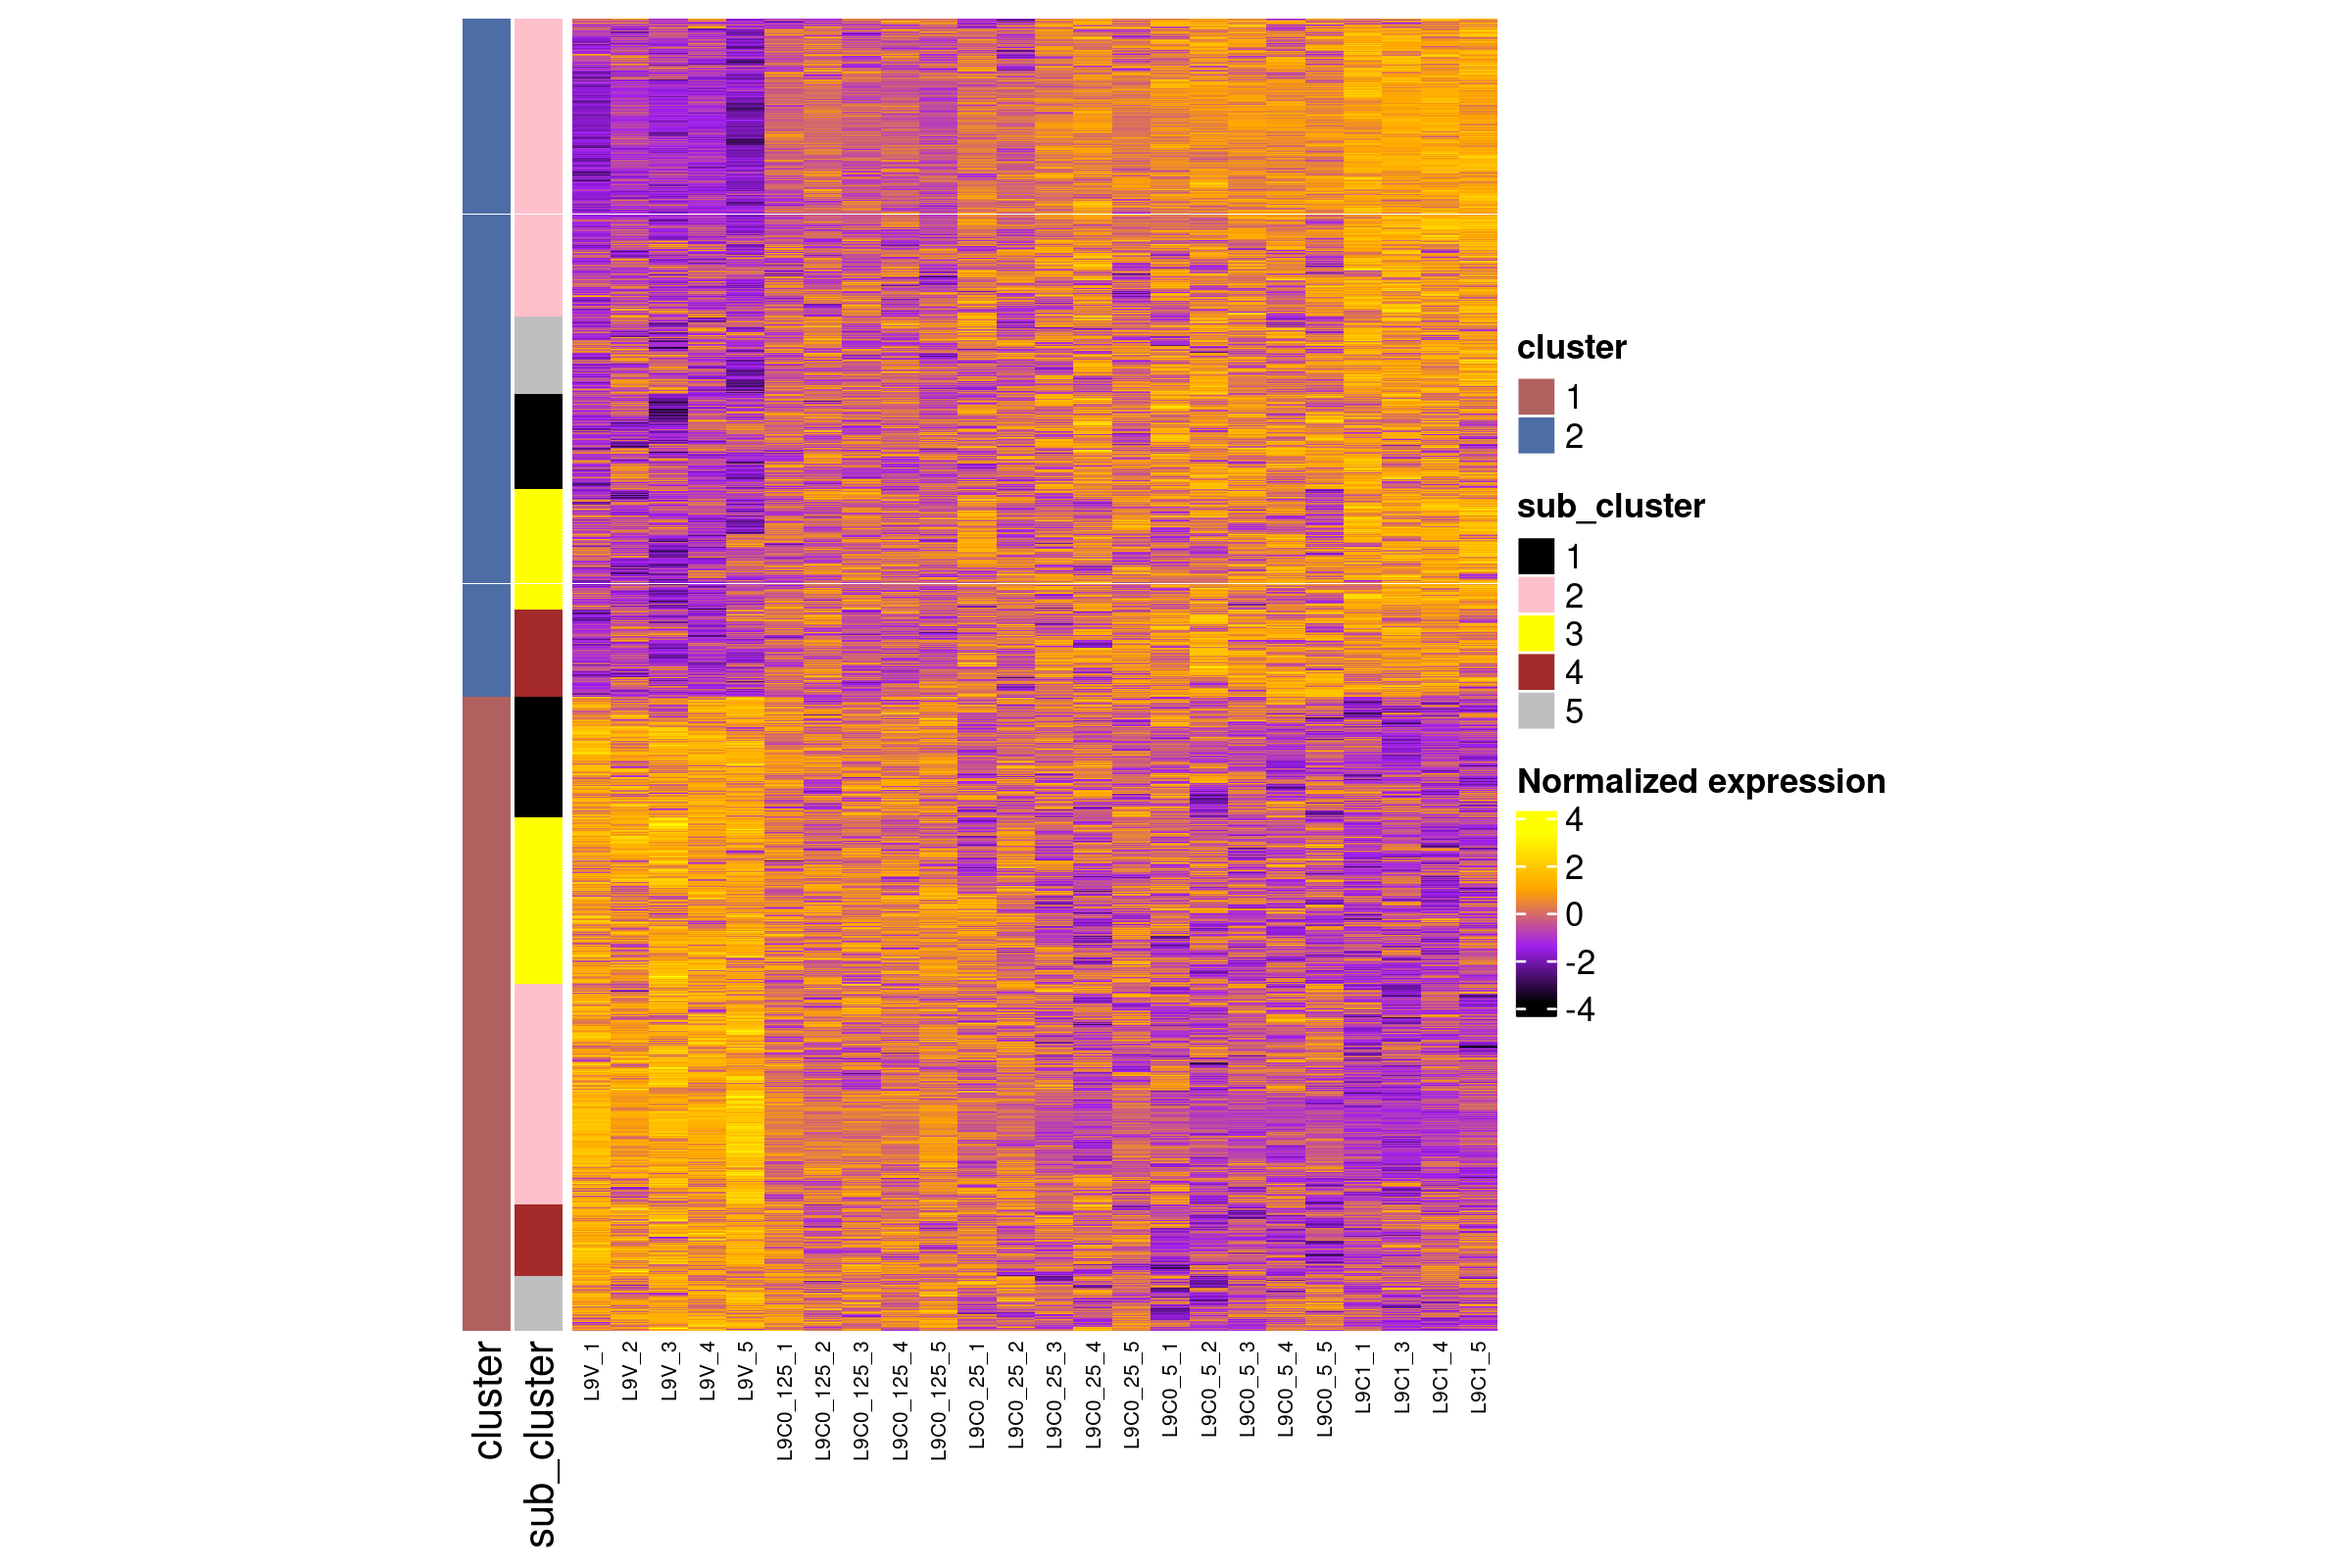 cluster
1
2
sub_cluster
1
2
3
4
5
Normalized expression
4
2
0
-2
-4
cluster
sub_cluster
L9V_1
L9V_2
L9V_3
L9V_4
L9V_5
L9C0_125_1
L9C0_125_2
L9C0_125_3
L9C0_125_4
L9C0_125_5
L9C0_25_1
L9C0_25_2
L9C0_25_3
L9C0_25_4
L9C0_25_5
L9C0_5_1
L9C0_5_2
L9C0_5_3
L9C0_5_4
L9C0_5_5
L9C1_1
L9C1_3
L9C1_4
L9C1_5